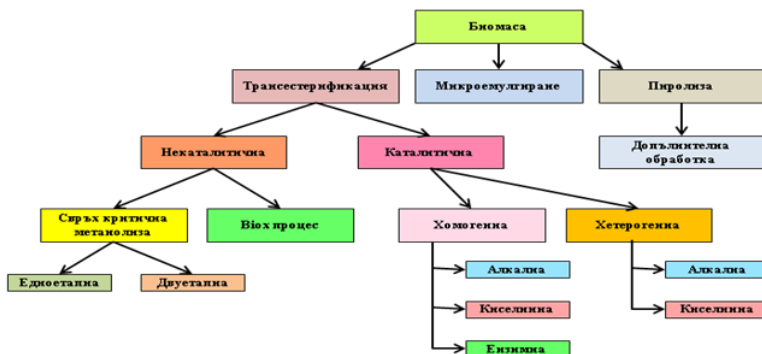 Биомаса
Трансестерификация
Микроемулгиране
Пиролиза
Некаталитична
Каталитична
Допълнителна
обработка
Свръх критична
метанолиза
Biox процес
Хомогенна
Хетерогенна
Едноетапна
Двуетапна
Алкална
Алкална
Киселинна
Киселинна
Ензимна